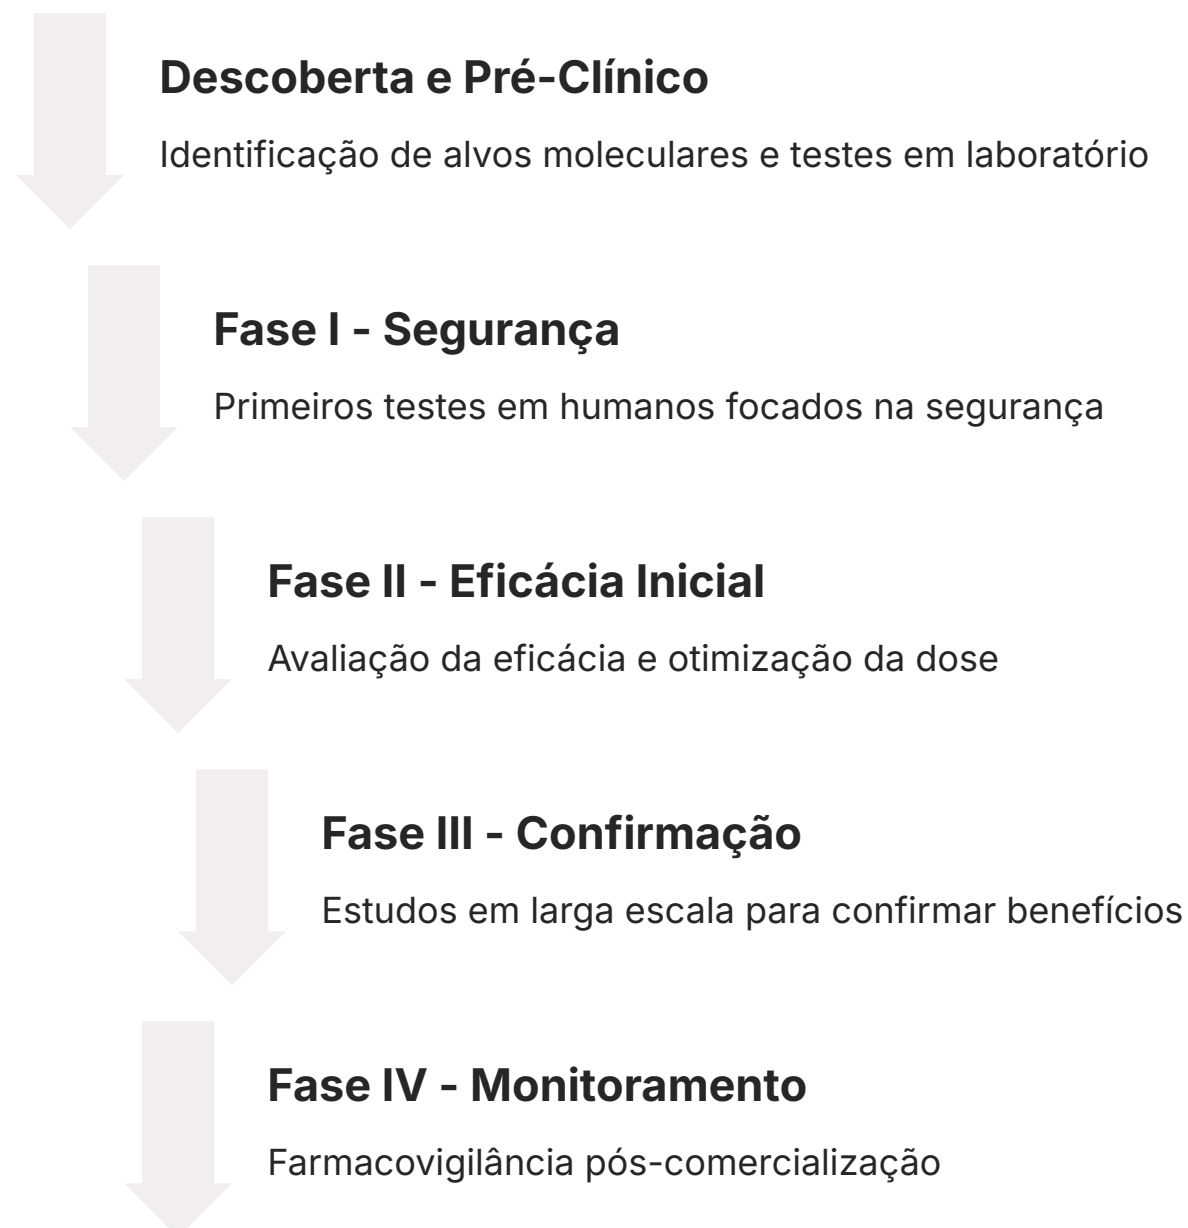 Descoberta e Pré-Clínico
Identificação de alvos moleculares e testes em laboratório
Fase I - Segurança
Primeiros testes em humanos focados na segurança
Fase II - Eficácia Inicial
Avaliação da eficácia e otimização da dose
Fase III - Confirmação
Estudos em larga escala para confirmar benefícios
Fase IV - Monitoramento
Farmacovigilância pós-comercialização